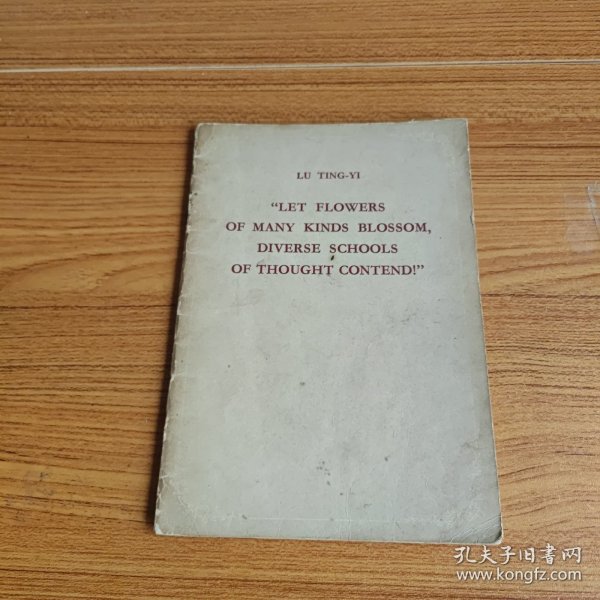 LU TING-YI
“LET FLOWERS
OF MANY KINDS BLOSSOM,
DIVERSE SCHOOLS
OF THOUGHT CONTEND!”
孔夫子旧书网
www.kongfz.com